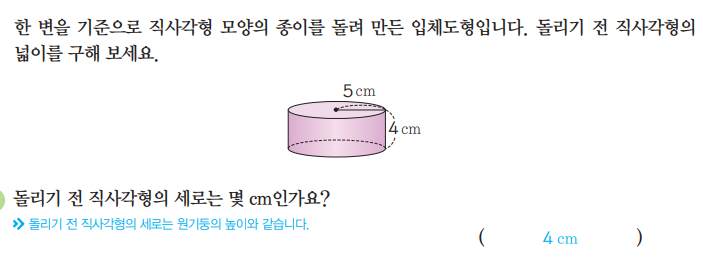 한 변을 기준으로 직사각형 모양의 종이를 돌려 만든 입체도형입니다. 돌리기 전 직사각형의
넓이를 구해 보세요.
5 cm
4 cm
돌리기 전 직사각형의 세로는 몇 cm인가요?
» 돌리기 전 직사각형의 세로는 원기둥의 높이와 같습니다.
( 4 cm )